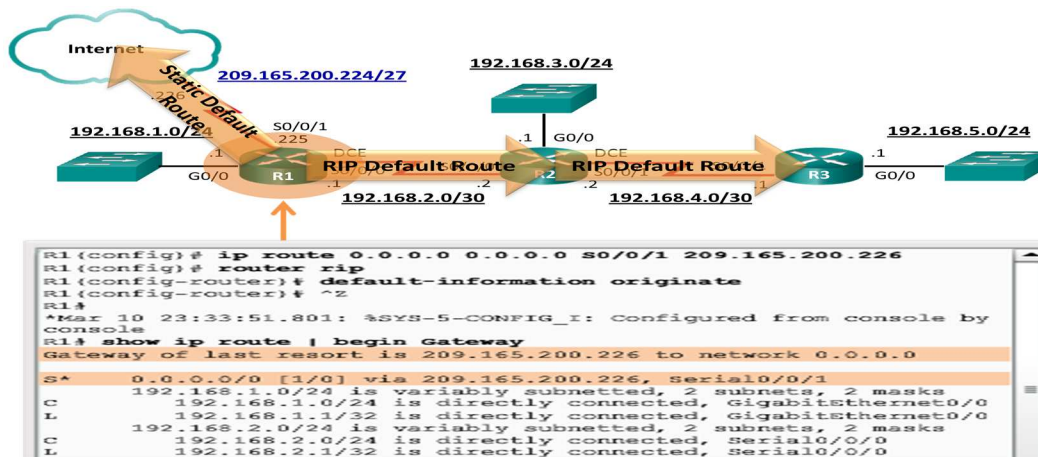 Internet
209.165.200.224/27
192.168.3.0/24
Static Default
Route
.226
192.168.1.0/24
S0/0/1
.225
.1
G0/0
192.168.5.0/24
.1
G0/0
R1
DCE
RIP Default Route
.1
.2
192.168.2.0/30
.1
G0/0
R2
DCE
RIP Default Route
S0/0/1
.2
.1
192.168.4.0/30
R3
R1(config)# ip route 0.0.0.0 0.0.0.0 S0/0/1 209.165.200.226
R1(config)# router rip
R1(config-router)# default-information originate
R1(config-router)# ^Z
R1#
*Mar 10 23:33:51.801: %SYS-5-CONFIG_I: Configured from console by
console
R1# show ip route | begin Gateway
Gateway of last resort is 209.165.200.226 to network 0.0.0.0
S* 0.0.0.0/0 [1/0] via 209.165.200.226, Serial0/0/1
192.168.1.0/24 is variably subnetted, 2 subnets, 2 masks
C 192.168.1.0/24 is directly connected, GigabitEthernet0/0
L 192.168.1.1/32 is directly connected, GigabitEthernet0/0
192.168.2.0/24 is variably subnetted, 2 subnets, 2 masks
C 192.168.2.0/24 is directly connected, Serial0/0/0
L 192.168.2.1/32 is directly connected, Serial0/0/0